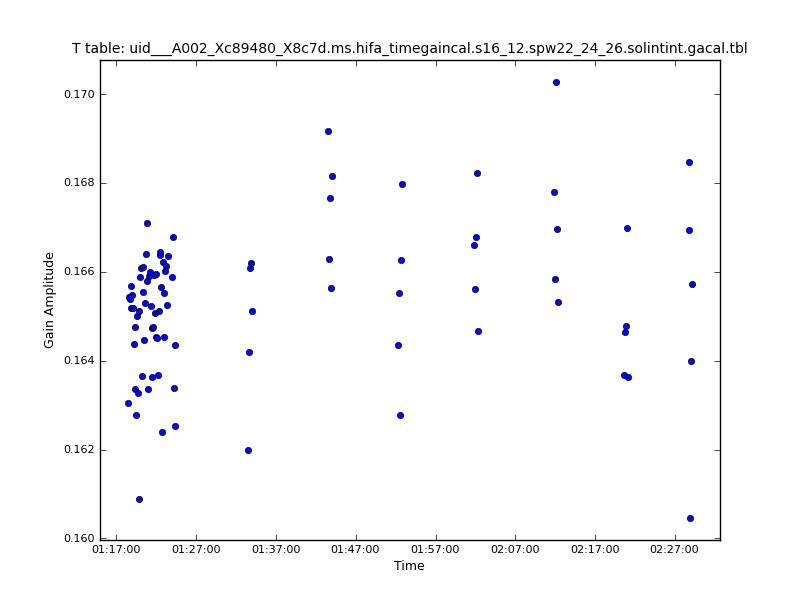 T table: uid___A002_Xc89480_X8c7d.ms.hifa_timegaincal.s16_12.spw22_24_26.solintint.gacal.tbl
0.170
0.168
0.166
0.164
0.162
0.160
Gain Amplitude
01:17:00 01:27:00 01:37:00 01:47:00 01:57:00 02:07:00 02:17:00 02:27:00
Time